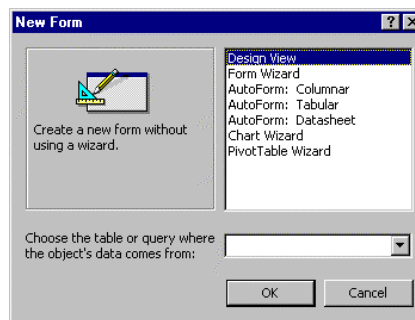 New Form
Design View
Form Wizard
AutoForm: Columnar
AutoForm: Tabular
AutoForm: Datasheet
Chart Wizard
PivotTable Wizard
Create a new form without
using a wizard.
Choose the table or query where
the object's data comes from:
OK
Cancel